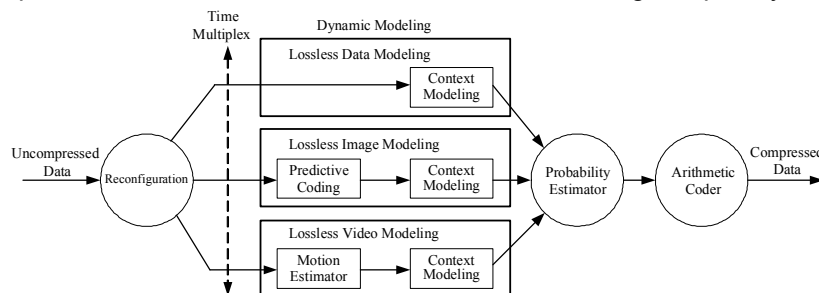 Time
Multiplex
Dynamic Modeling
Lossless Data Modeling
Context
Modeling
Uncompressed
Data
Reconfiguration
Lossless Image Modeling
Predictive
Coding
Context
Modeling
Probability
Estimator
Arithmetic
Coder
Compressed
Data
Lossless Video Modeling
Motion
Estimator
Context
Modeling